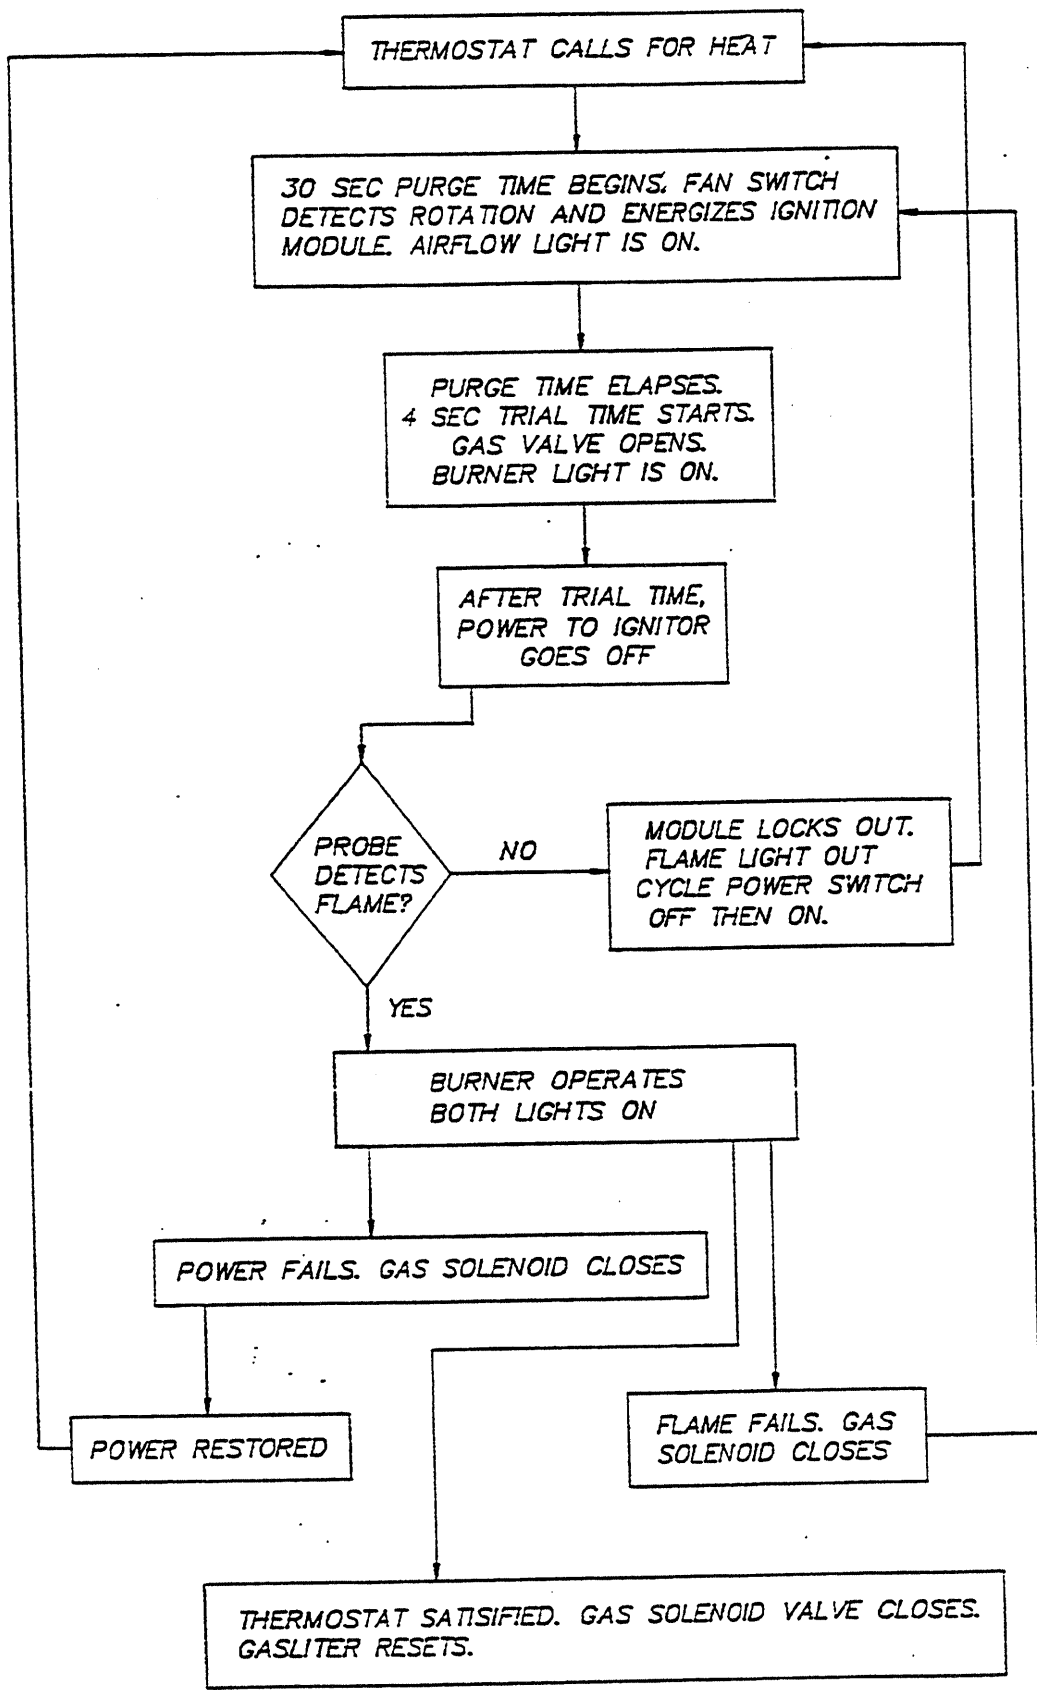 THERMOSTAT CALLS FOR HEAT
30 SEC PURGE TIME BEGINS. FAN SWITCH
DETECTS ROTATION AND ENERGIZES IGNITION
MODULE. AIRFLOW LIGHT IS ON.
PURGE TIME ELAPSES.
4 SEC TRIAL TIME STARTS.
GAS VALVE OPENS.
BURNER LIGHT IS ON.
AFTER TRIAL TIME,
POWER TO IGNITOR
GOES OFF
PROBE
DETECTS
FLAME?
NO
MODULE LOCKS OUT.
FLAME LIGHT OUT
CYCLE POWER SWITCH
OFF THEN ON.
YES
BURNER OPERATES
BOTH LIGHTS ON
POWER FAILS. GAS SOLENOID CLOSES
POWER RESTORED
FLAME FAILS. GAS
SOLENOID CLOSES
THERMOSTAT SATISIFIED. GAS SOLENOID VALVE CLOSES.
GASLITER RESETS.